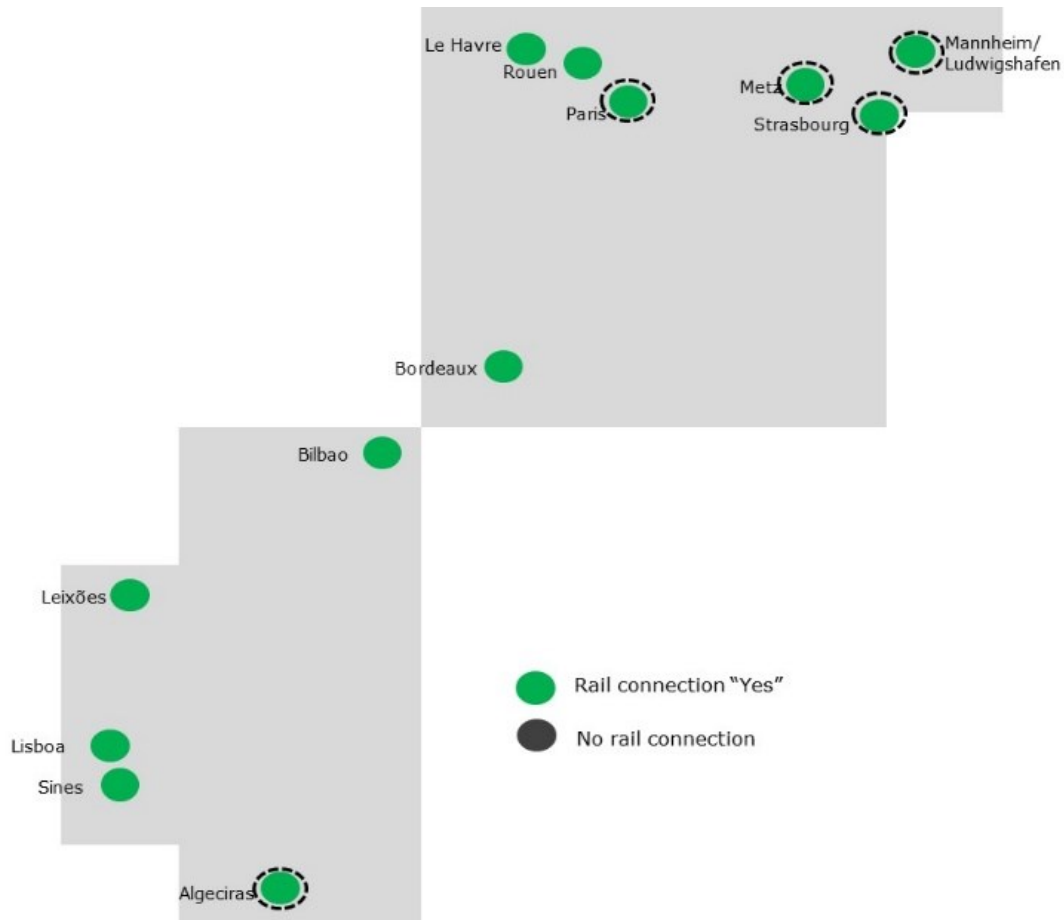 Le Havre
Rouen
Paris
Metz
Strasbourg
Mannheim/
Ludwigshafen
Bordeaux
Bilbao
Leixões
Lisboa
Sines
Algeciras
Rail connection “Yes”
No rail connection